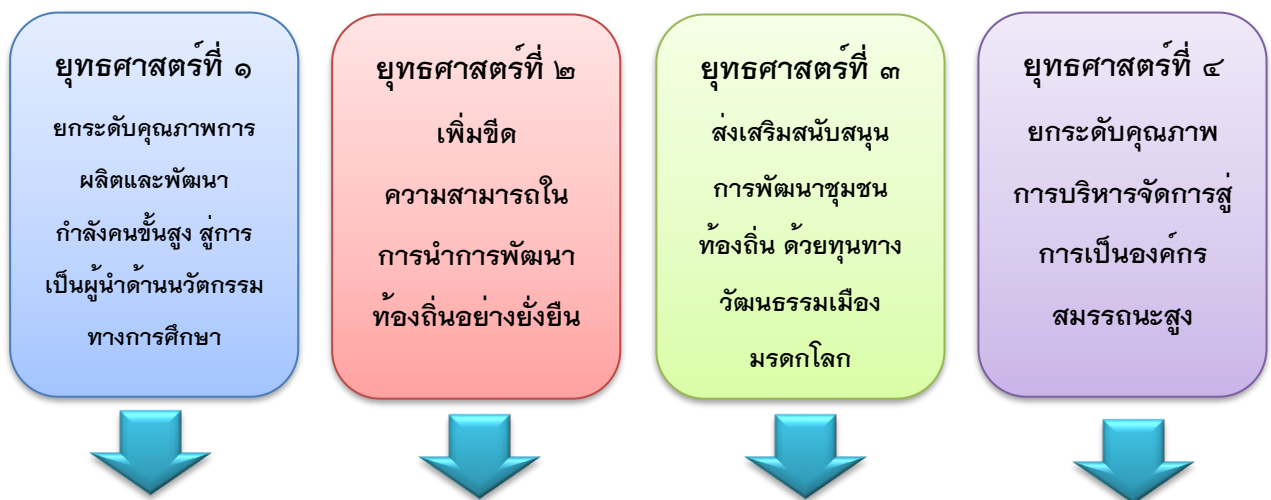 ยุทธศาสตร์ที่ ๑
ยกระดับคุณภาพการ
ผลิตและพัฒนา
กำลังคนขั้นสูง สู่การ
เป็นผู้นำด้านนวัตกรรม
ทางการศึกษา
ยุทธศาสตร์ที่ ๒
เพิ่มขีด
ความสามารถใน
การนำการพัฒนา
ท้องถิ่นอย่างยั่งยืน
ยุทธศาสตร์ที่ ๓
ส่งเสริมสนับสนุน
การพัฒนาชุมชน
ท้องถิ่น ด้วยทุนทาง
วัฒนธรรมเมือง
มรดกโลก
ยุทธศาสตร์ที่ ๔
ยกระดับคุณภาพ
การบริหารจัดการสู่
การเป็นองค์กร
สมรรถนะสูง